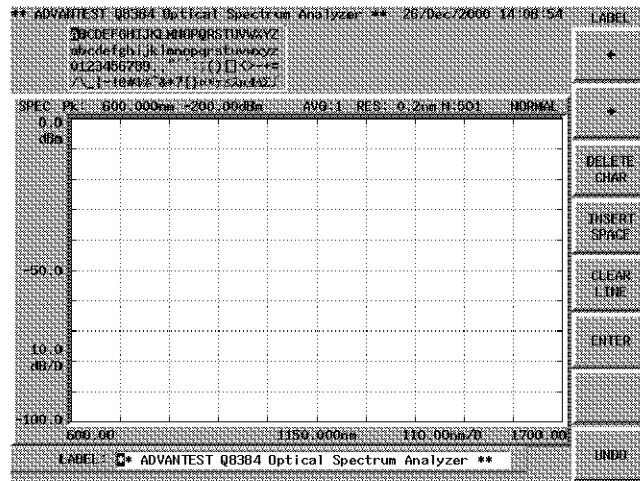 ** ADVANTEST Q8384 Optical Spectrum Analyzer ** 26/Dec/2000 14:06:54
LABEL
ABCDEFGHIJKLMNOPQRSTUVWXYZ
abcdefghijklmnopqrstuvwxyz
SPEC Pk: 600.000nm -200.00dBm AVG:1 RES: 0.2nm N:501 NORMAL
0.0
dBm
DELETE
CHAR
INSERT
SPACE
-50.0
CLEAR
LINE
10.0
dB/D
ENTER
-100.0
600.00 1150.000nm 110.00nm/D 1700.00
LABEL: ** ADVANTEST Q8384 Optical Spectrum Analyzer **
UNDO